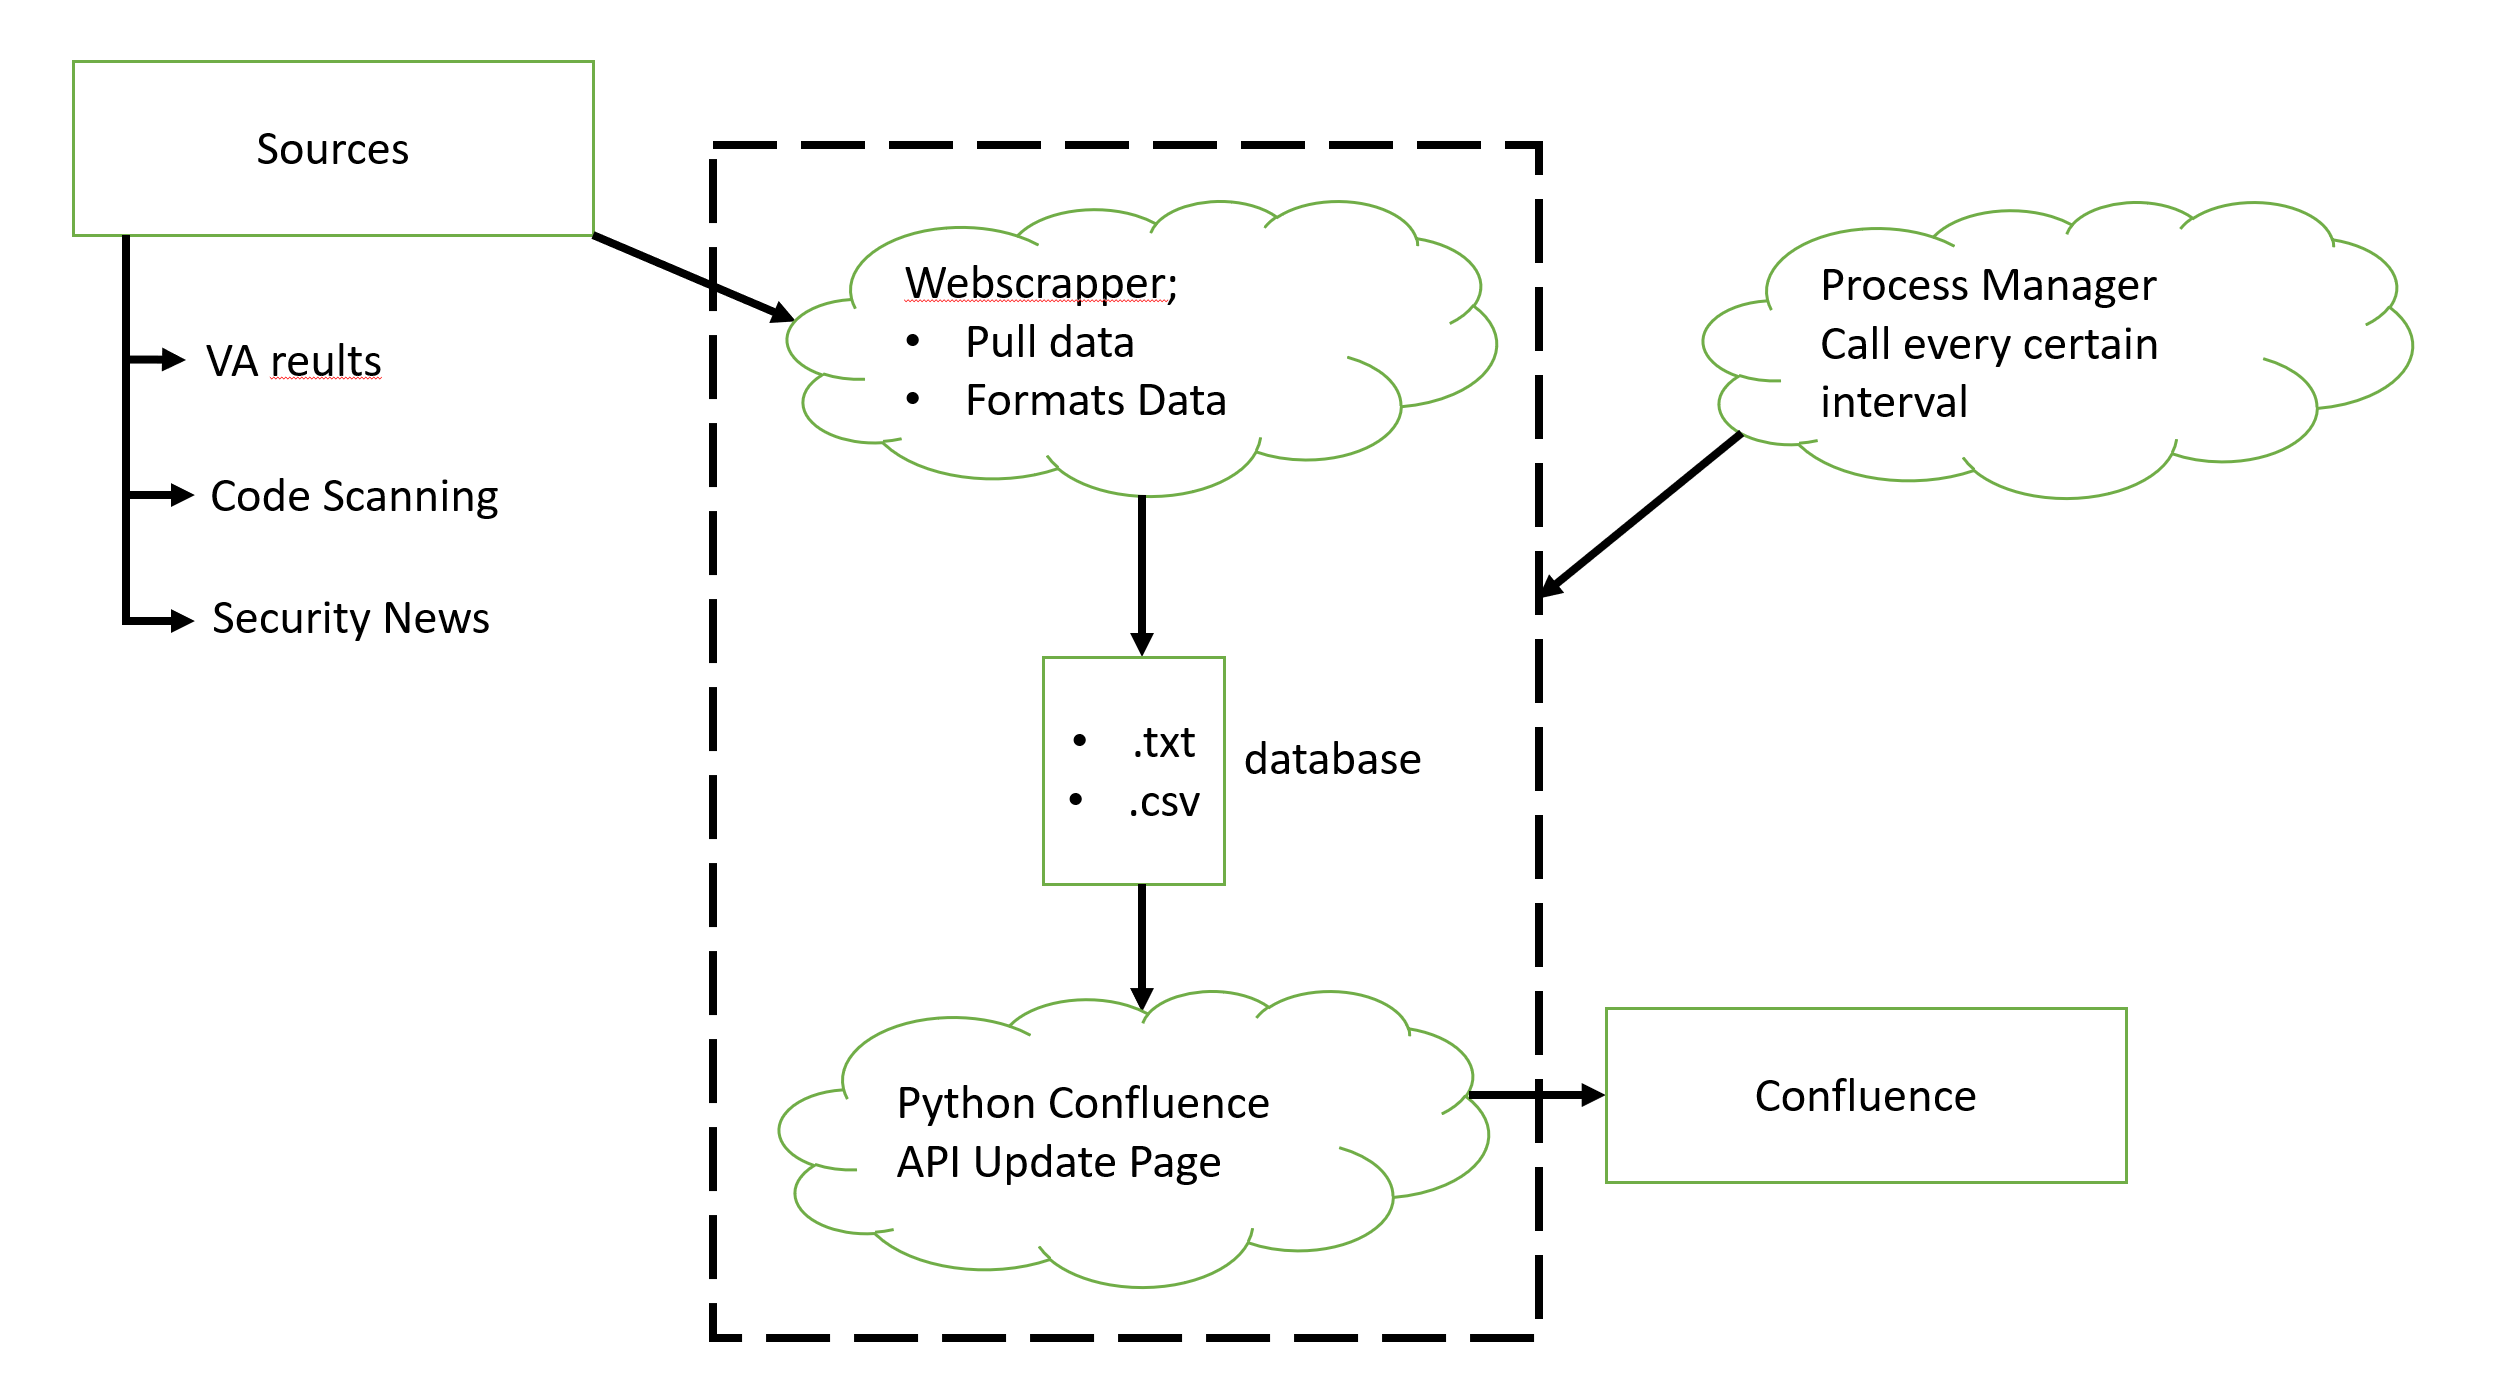 Sources
VA reults
Code Scanning
Security News
Webscrapper;
• Pull data
• Formats Data
• .txt
• .csv
database
Python Confluence
API Update Page
Process Manager
Call every certain
interval
Confluence